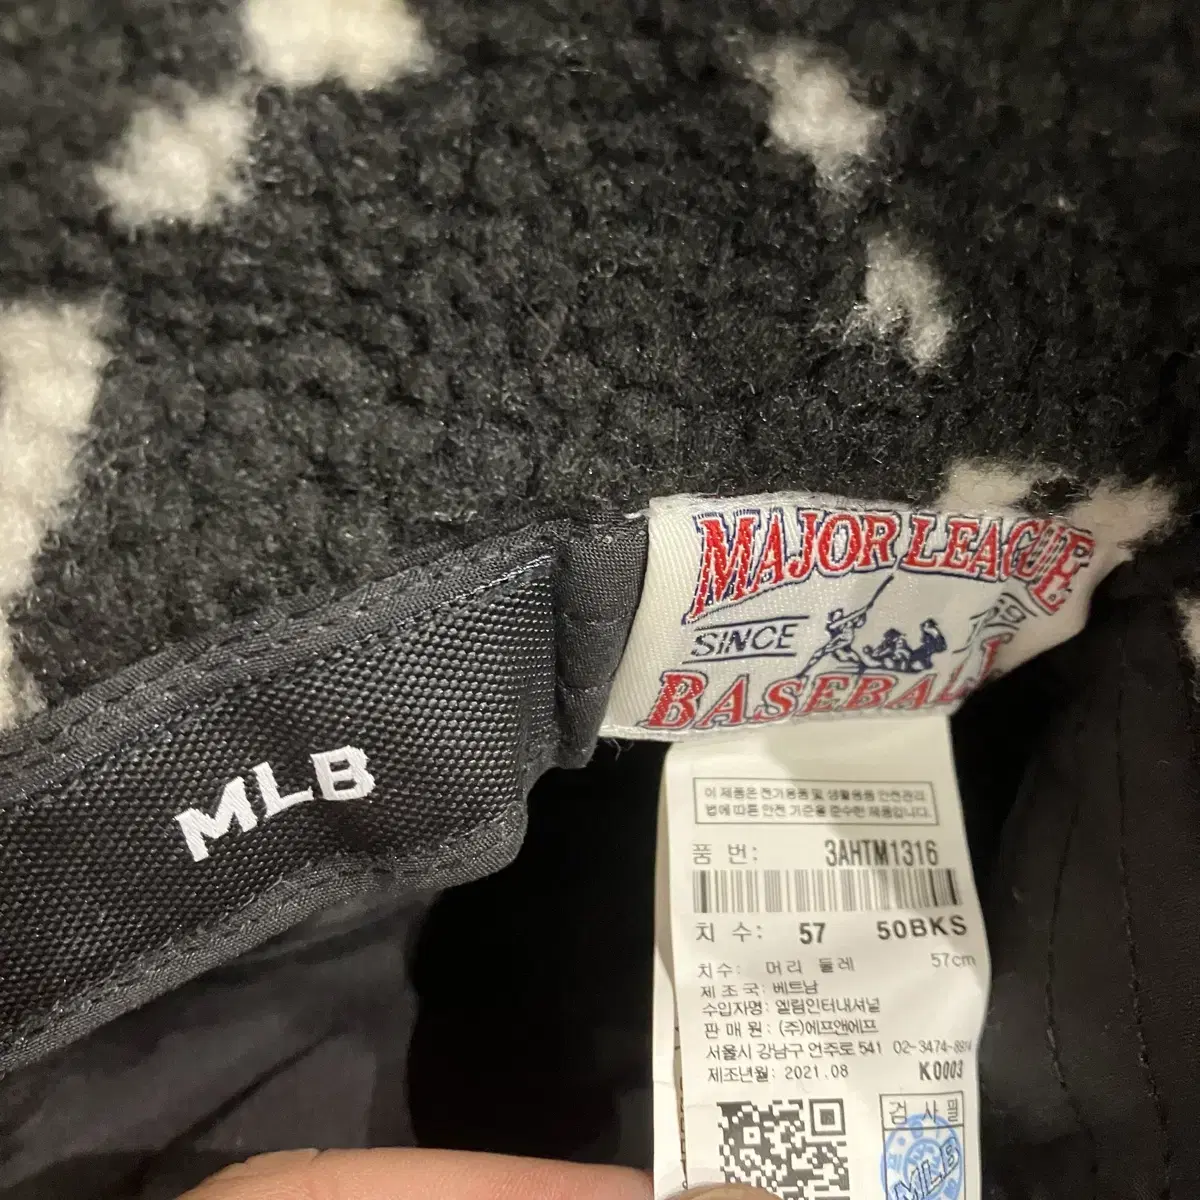 MAJOR LEAGUE
SINCE
BASEBALL
MLB
이 제품은 전기용품 및 생활용품 안전관리
법에 따른 안전 기준을 준수한 제품입니다.
품 번: 3AHTM1316
치 수: 57 50BKS
치수: 머리 둘레 57cm
제 조 국: 베트남
수입자명: 엘림인터내셔널
판 매 원: (주)에프앤에프
서울시 강남구 언주로 541 02-3474-8914
제조년월: 2021.08 K0003
검 사 필
MLB